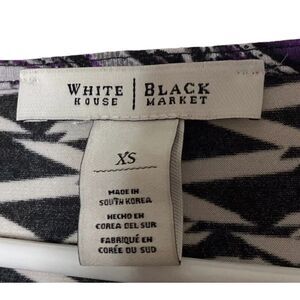 WHITE | BLACK
HOUSE | MARKET
XS
MADE IN
SOUTH KOREA
HECHO EN
COREA DEL SUR
FABRIQUÉ EN
CORÉE DU SUD